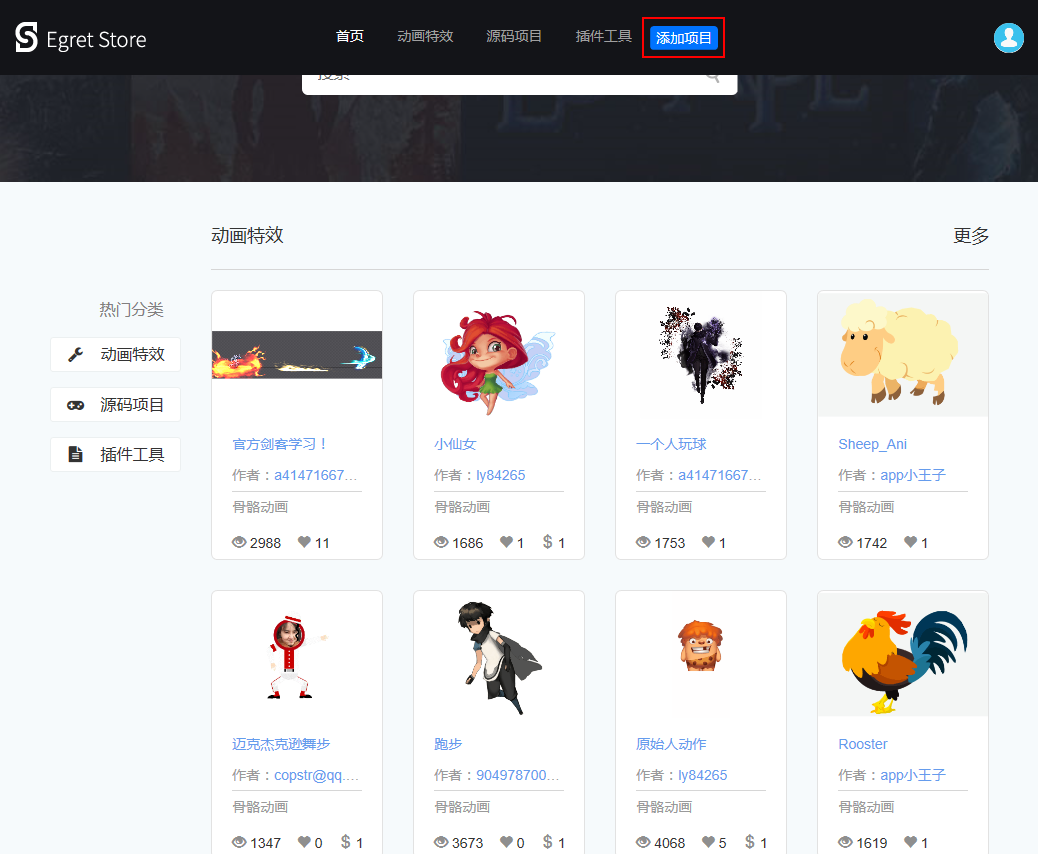 Egret Store
首页 动画特效 源码项目 插件工具 添加项目
搜索
动画特效 更多
热门分类
动画特效
源码项目
插件工具
官方剑客学习！
作者：a41471667...
骨骼动画
2988 11
小仙女
作者：ly84265
骨骼动画
1686 1 $ 1
一个人玩球
作者：a41471667...
骨骼动画
1753 1
Sheep_Ani
作者：app小王子
骨骼动画
1742 1
迈克杰克逊舞步
作者：copstr@qq....
骨骼动画
1347 0 $ 1
跑步
作者：904978700...
骨骼动画
3673 0 $ 1
原始人动作
作者：ly84265
骨骼动画
4068 5 $ 1
Rooster
作者：app小王子
骨骼动画
1619 1